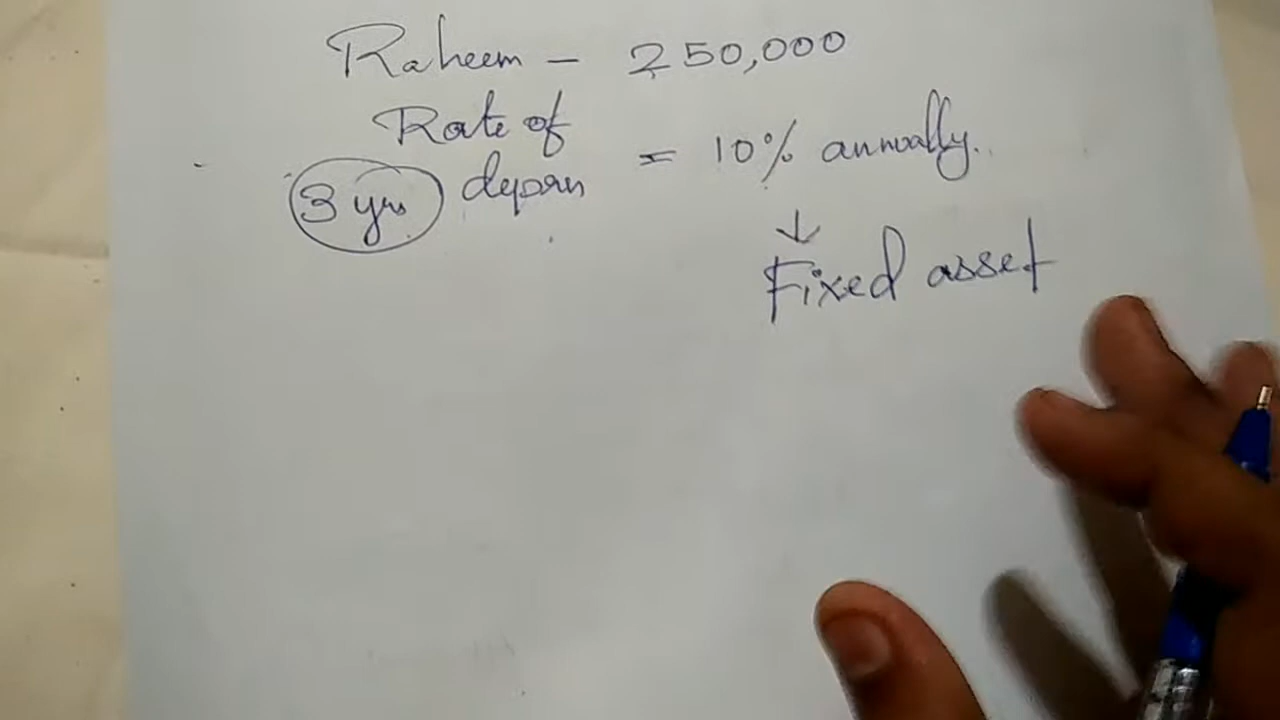 Raheem - 250,000
Rate of
3 yrs deprn = 10% annually.
↓
Fixed asset